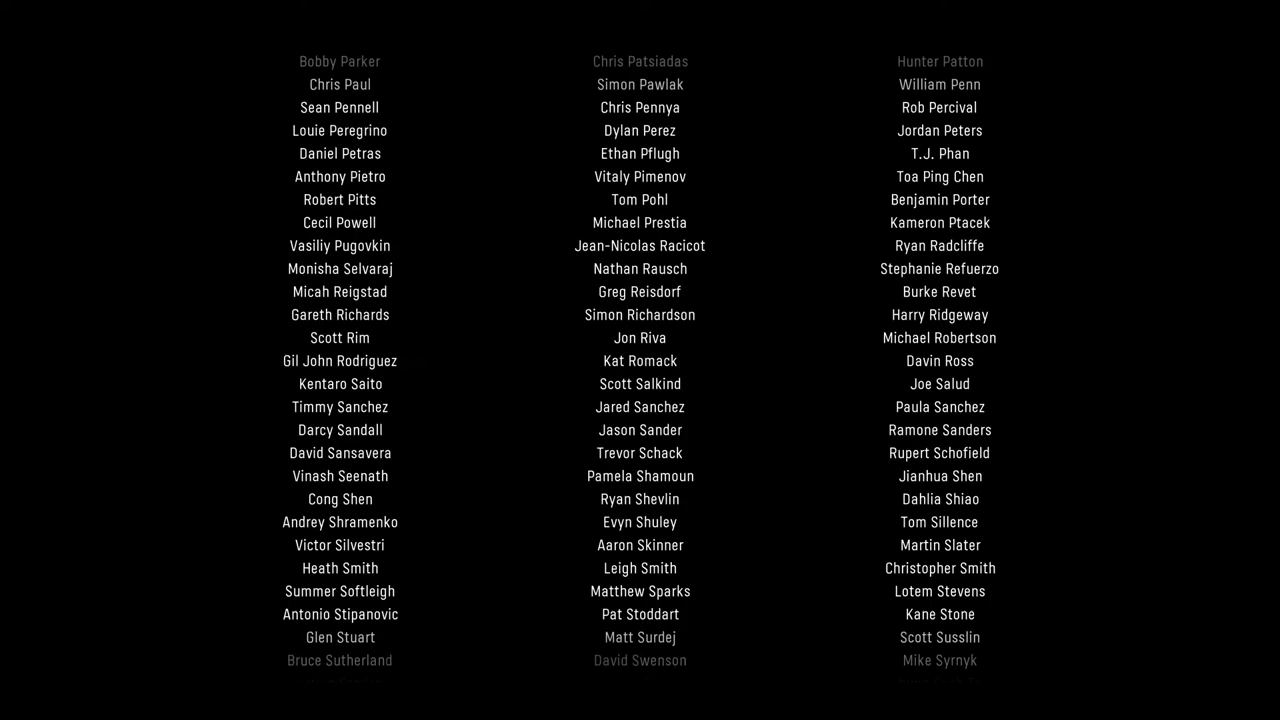 Bobby Parker Chris Patsiadas Hunter Patton
Chris Paul Simon Pawlak William Penn
Sean Pennell Chris Pennya Rob Percival
Louie Peregrino Dylan Perez Jordan Peters
Daniel Petras Ethan Pflugh T.J. Phan
Anthony Pietro Vitaly Pimenov Toa Ping Chen
Robert Pitts Tom Pohl Benjamin Porter
Cecil Powell Michael Prestia Kameron Ptacek
Vasiliy Pugovkin Jean-Nicolas Racicot Ryan Radcliffe
Monisha Selvaraj Nathan Rausch Stephanie Refuerzo
Micah Reigstad Greg Reisdorf Burke Revet
Gareth Richards Simon Richardson Harry Ridgeway
Scott Rim Jon Riva Michael Robertson
Gil John Rodriguez Kat Romack Davin Ross
Kentaro Saito Scott Salkind Joe Salud
Timmy Sanchez Jared Sanchez Paula Sanchez
Darcy Sandall Jason Sander Ramone Sanders
David Sansavera Trevor Schack Rupert Schofield
Vinash Seenath Pamela Shamoun Jianhua Shen
Cong Shen Ryan Shevlin Dahlia Shiao
Andrey Shramenko Evyn Shuley Tom Sillence
Victor Silvestri Aaron Skinner Martin Slater
Heath Smith Leigh Smith Christopher Smith
Summer Softleigh Matthew Sparks Lotem Stevens
Antonio Stipanovic Pat Stoddart Kane Stone
Glen Stuart Matt Surdej Scott Susslin
Bruce Sutherland David Swenson Mike Syrnyk